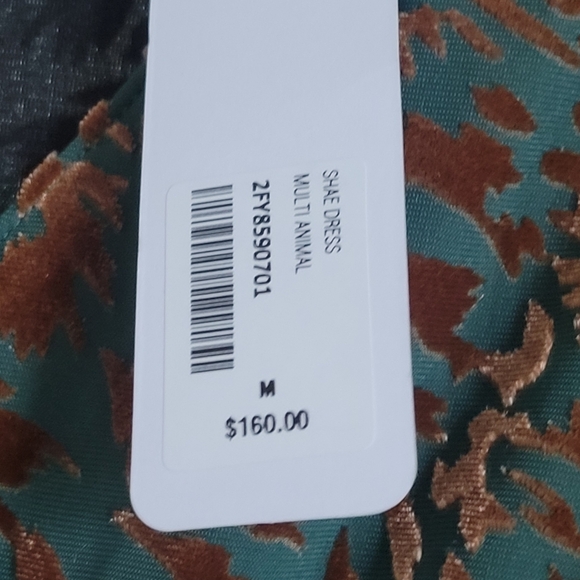 SHAE DRESS
MULTI ANIMAL
2FY8590701
M
$160.00